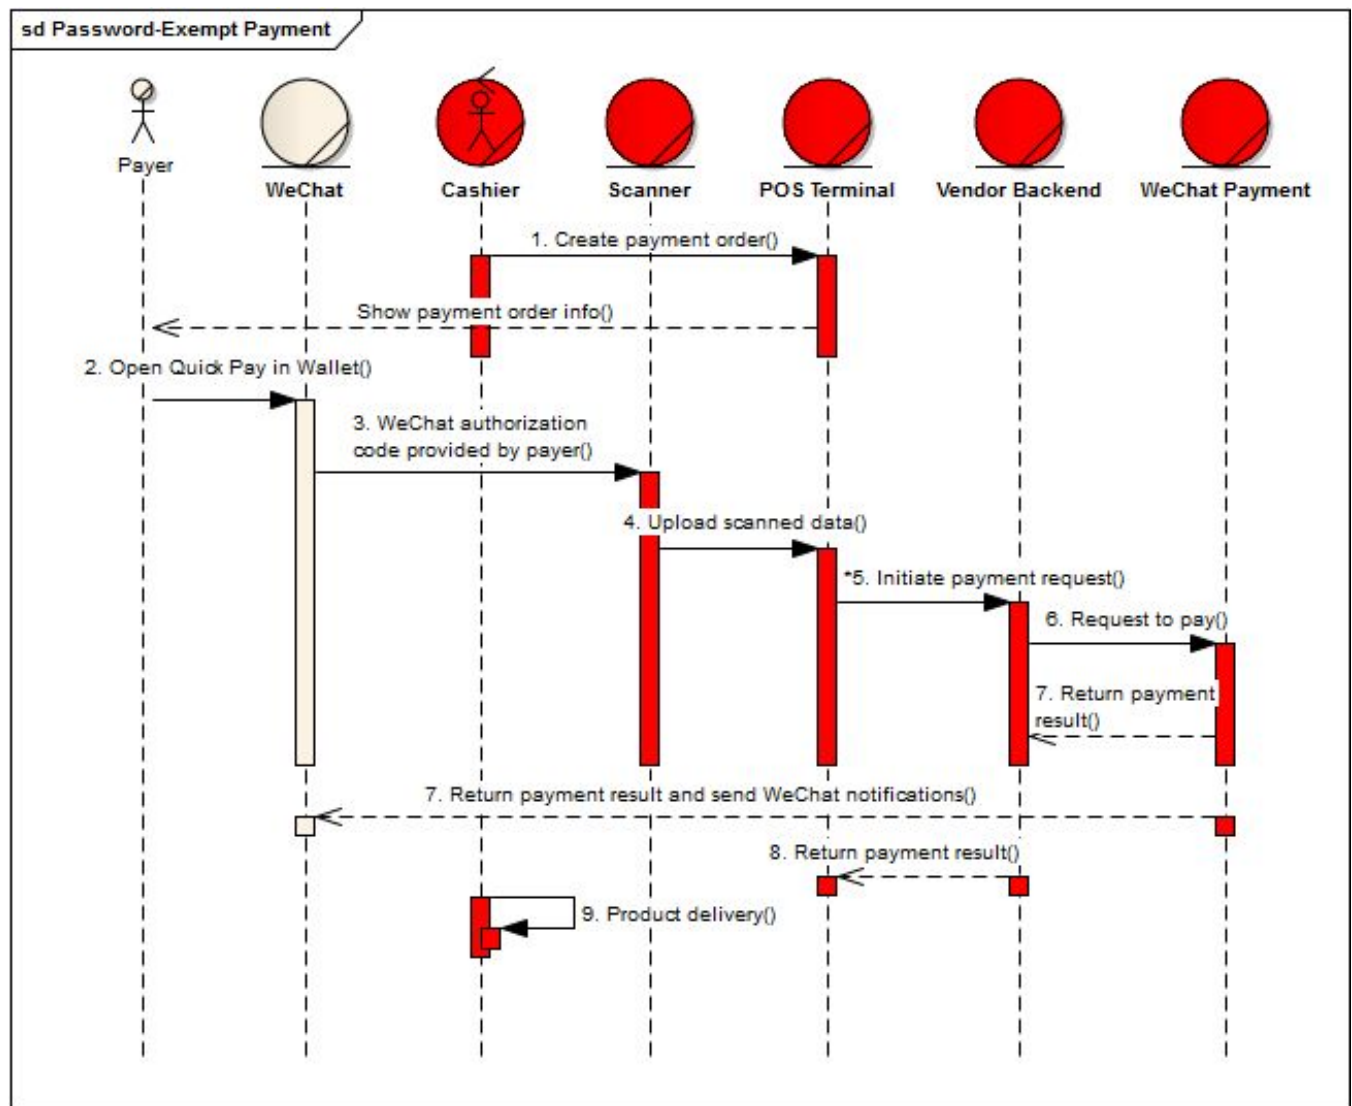 sd Password-Exempt Payment
Payer
WeChat
Cashier
Scanner
POS Terminal
Vendor Backend
WeChat Payment
1. Create payment order()
Show payment order info()
2. Open Quick Pay in Wallet()
3. WeChat authorization
code provided by payer()
4. Upload scanned data()
*5. Initiate payment request()
6. Request to pay()
7. Return payment
result()
7. Return payment result and send WeChat notifications()
8. Return payment result()
9. Product delivery()